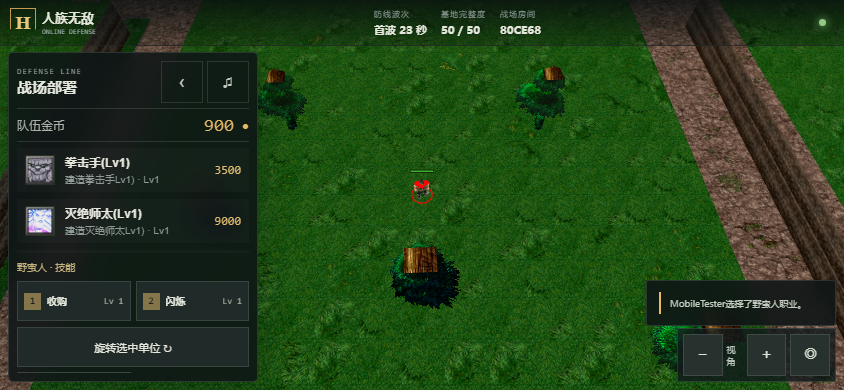 H 人族无敌
ONLINE DEFENSE
防线波次 基地完整度 战场房间
首波 23 秒 50 / 50 80CE68
DEFENSE LINE
战场部署
队伍金币 900
拳击手(Lv1)
建造拳击手Lv1) · Lv1
3500
灭绝师太(Lv1)
建造灭绝师太Lv1) · Lv1
9000
野蛮人 · 技能
1 收购 Lv 1
2 闪烁 Lv 1
旋转选中单位 ↻
MobileTester选择了野蛮人职业。
− 视角 +